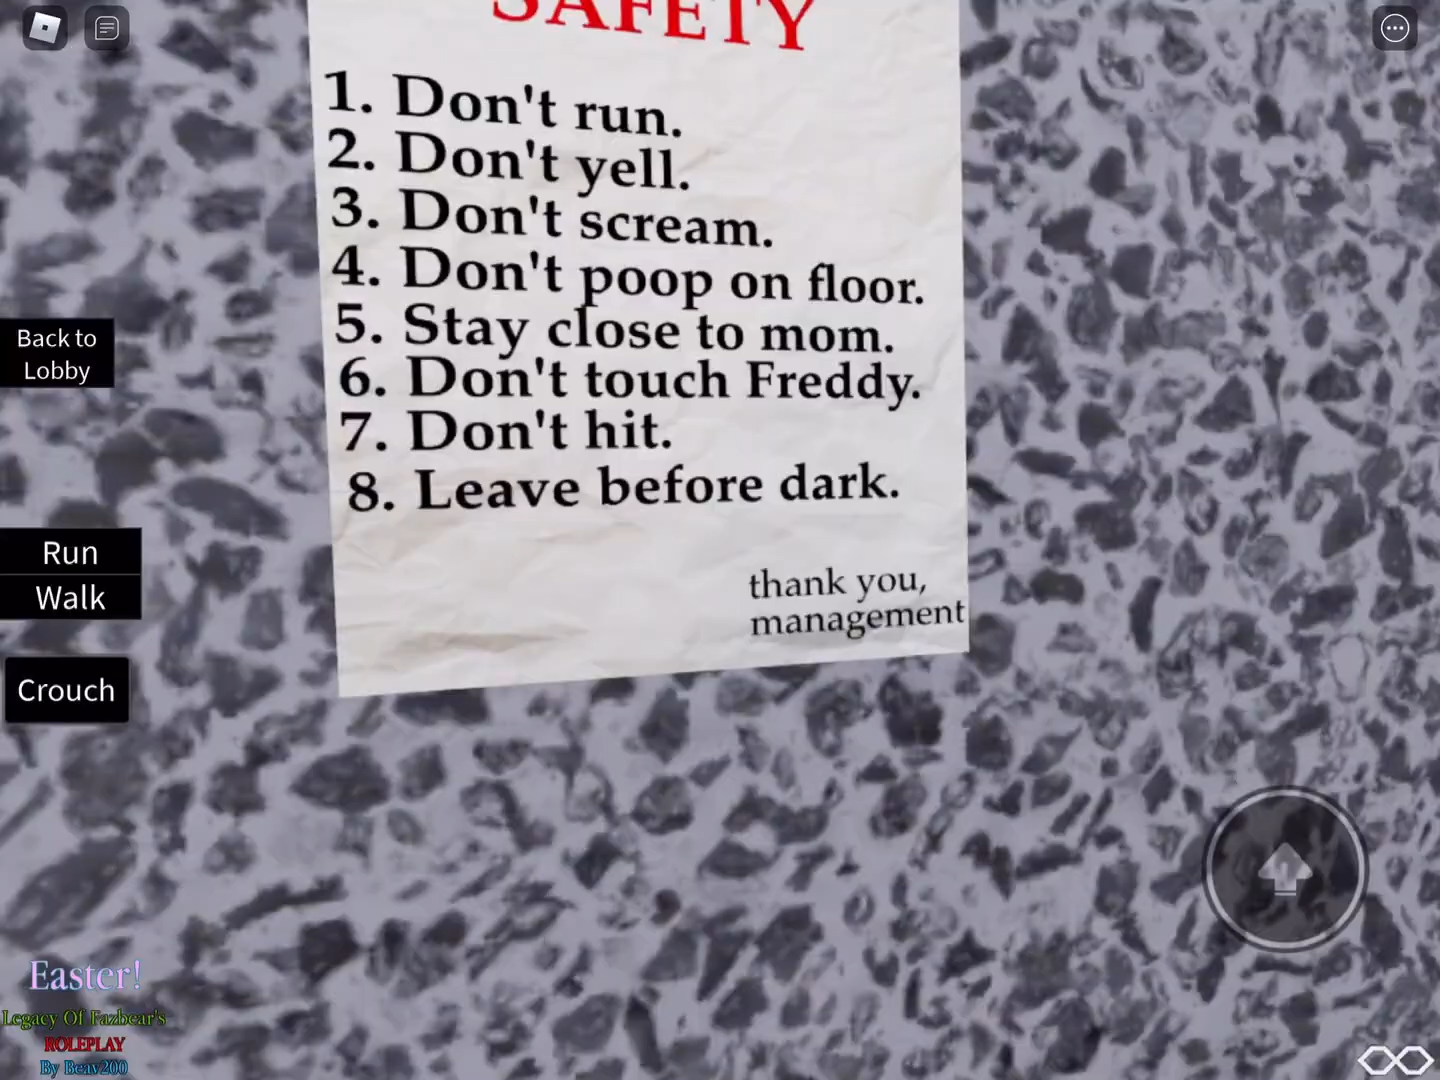 SAFETY
1. Don't run.
2. Don't yell.
3. Don't scream.
4. Don't poop on floor.
5. Stay close to mom.
6. Don't touch Freddy.
7. Don't hit.
8. Leave before dark.
thank you,
management
Back to
Lobby
Run
Walk
Crouch
Easter!
Legacy Of Fazbear's
ROLEPLAY
By Beav200